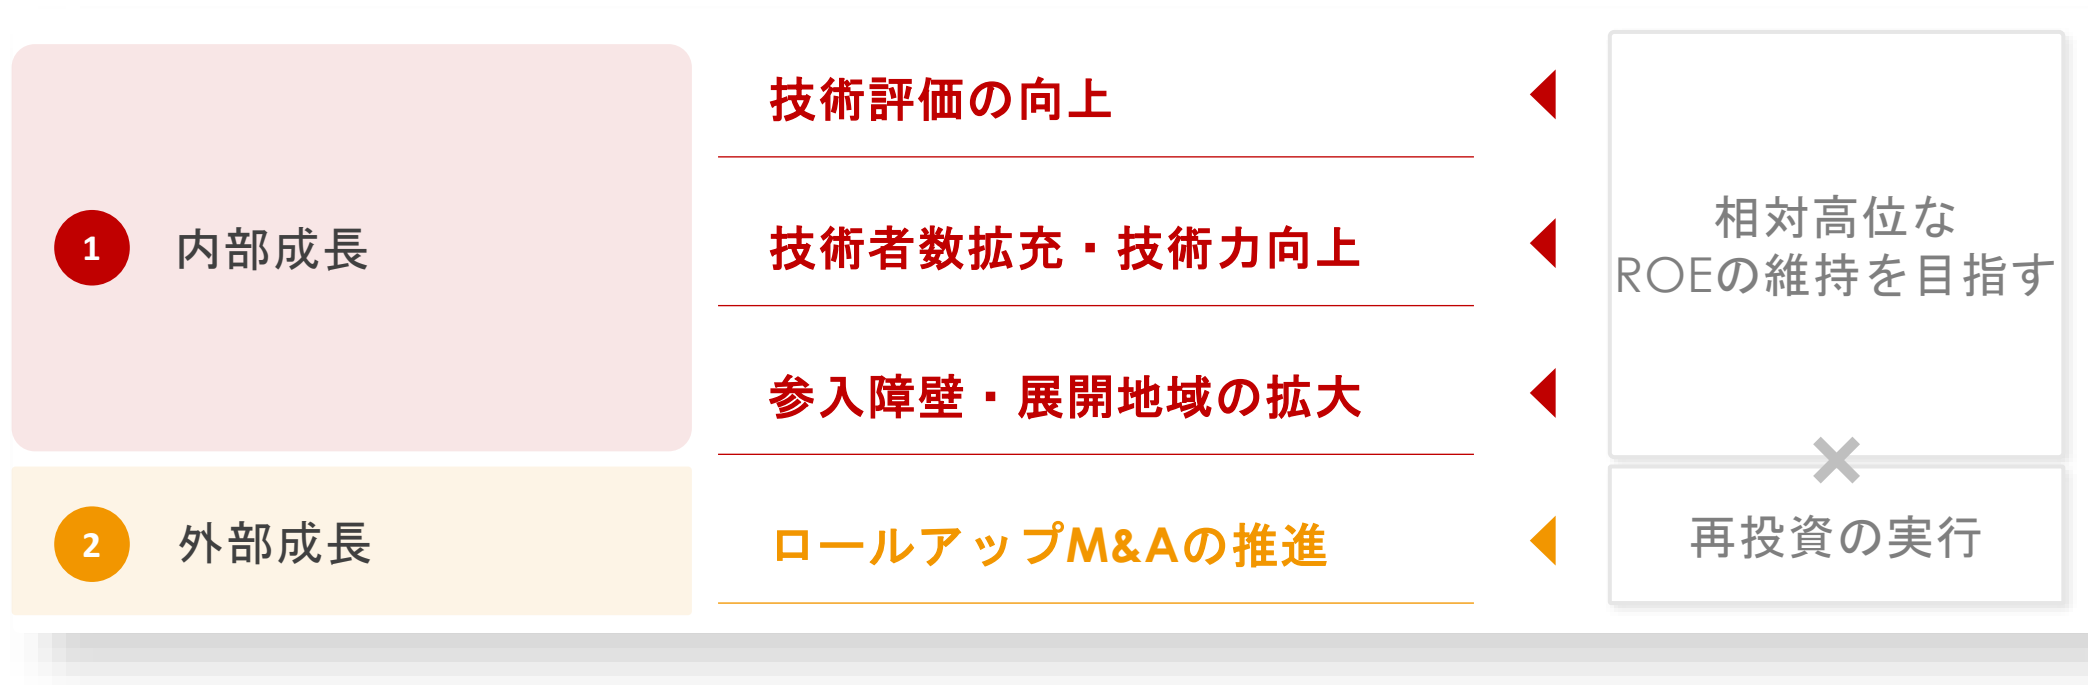 1 内部成長
技術評価の向上
技術者数拡充・技術力向上
参入障壁・展開地域の拡大
相対高位な
ROEの維持を目指す
×
2 外部成長
ロールアップM&Aの推進
再投資の実行